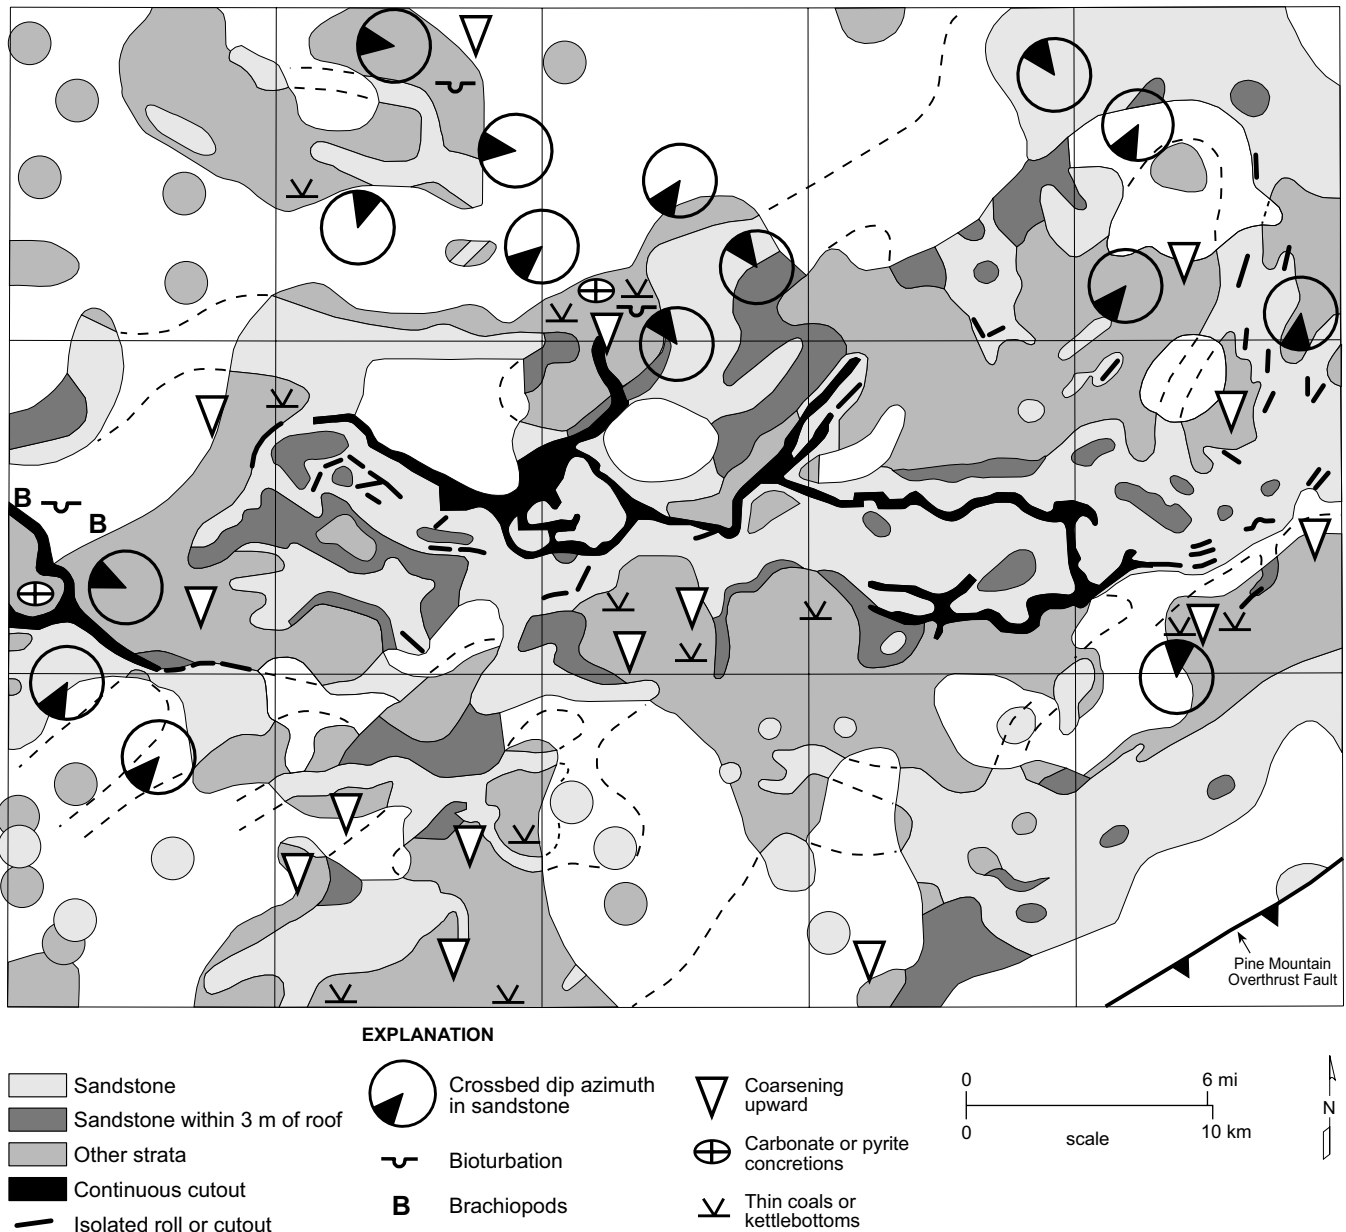 B
B
Pine Mountain
Overthrust Fault
EXPLANATION
Sandstone
Sandstone within 3 m of roof
Other strata
Continuous cutout
Isolated roll or cutout
Crossbed dip azimuth
in sandstone
Bioturbation
B Brachiopods
Coarsening
upward
Carbonate or pyrite
concretions
Thin coals or
kettlebottoms
0 6 mi
0 scale 10 km
N